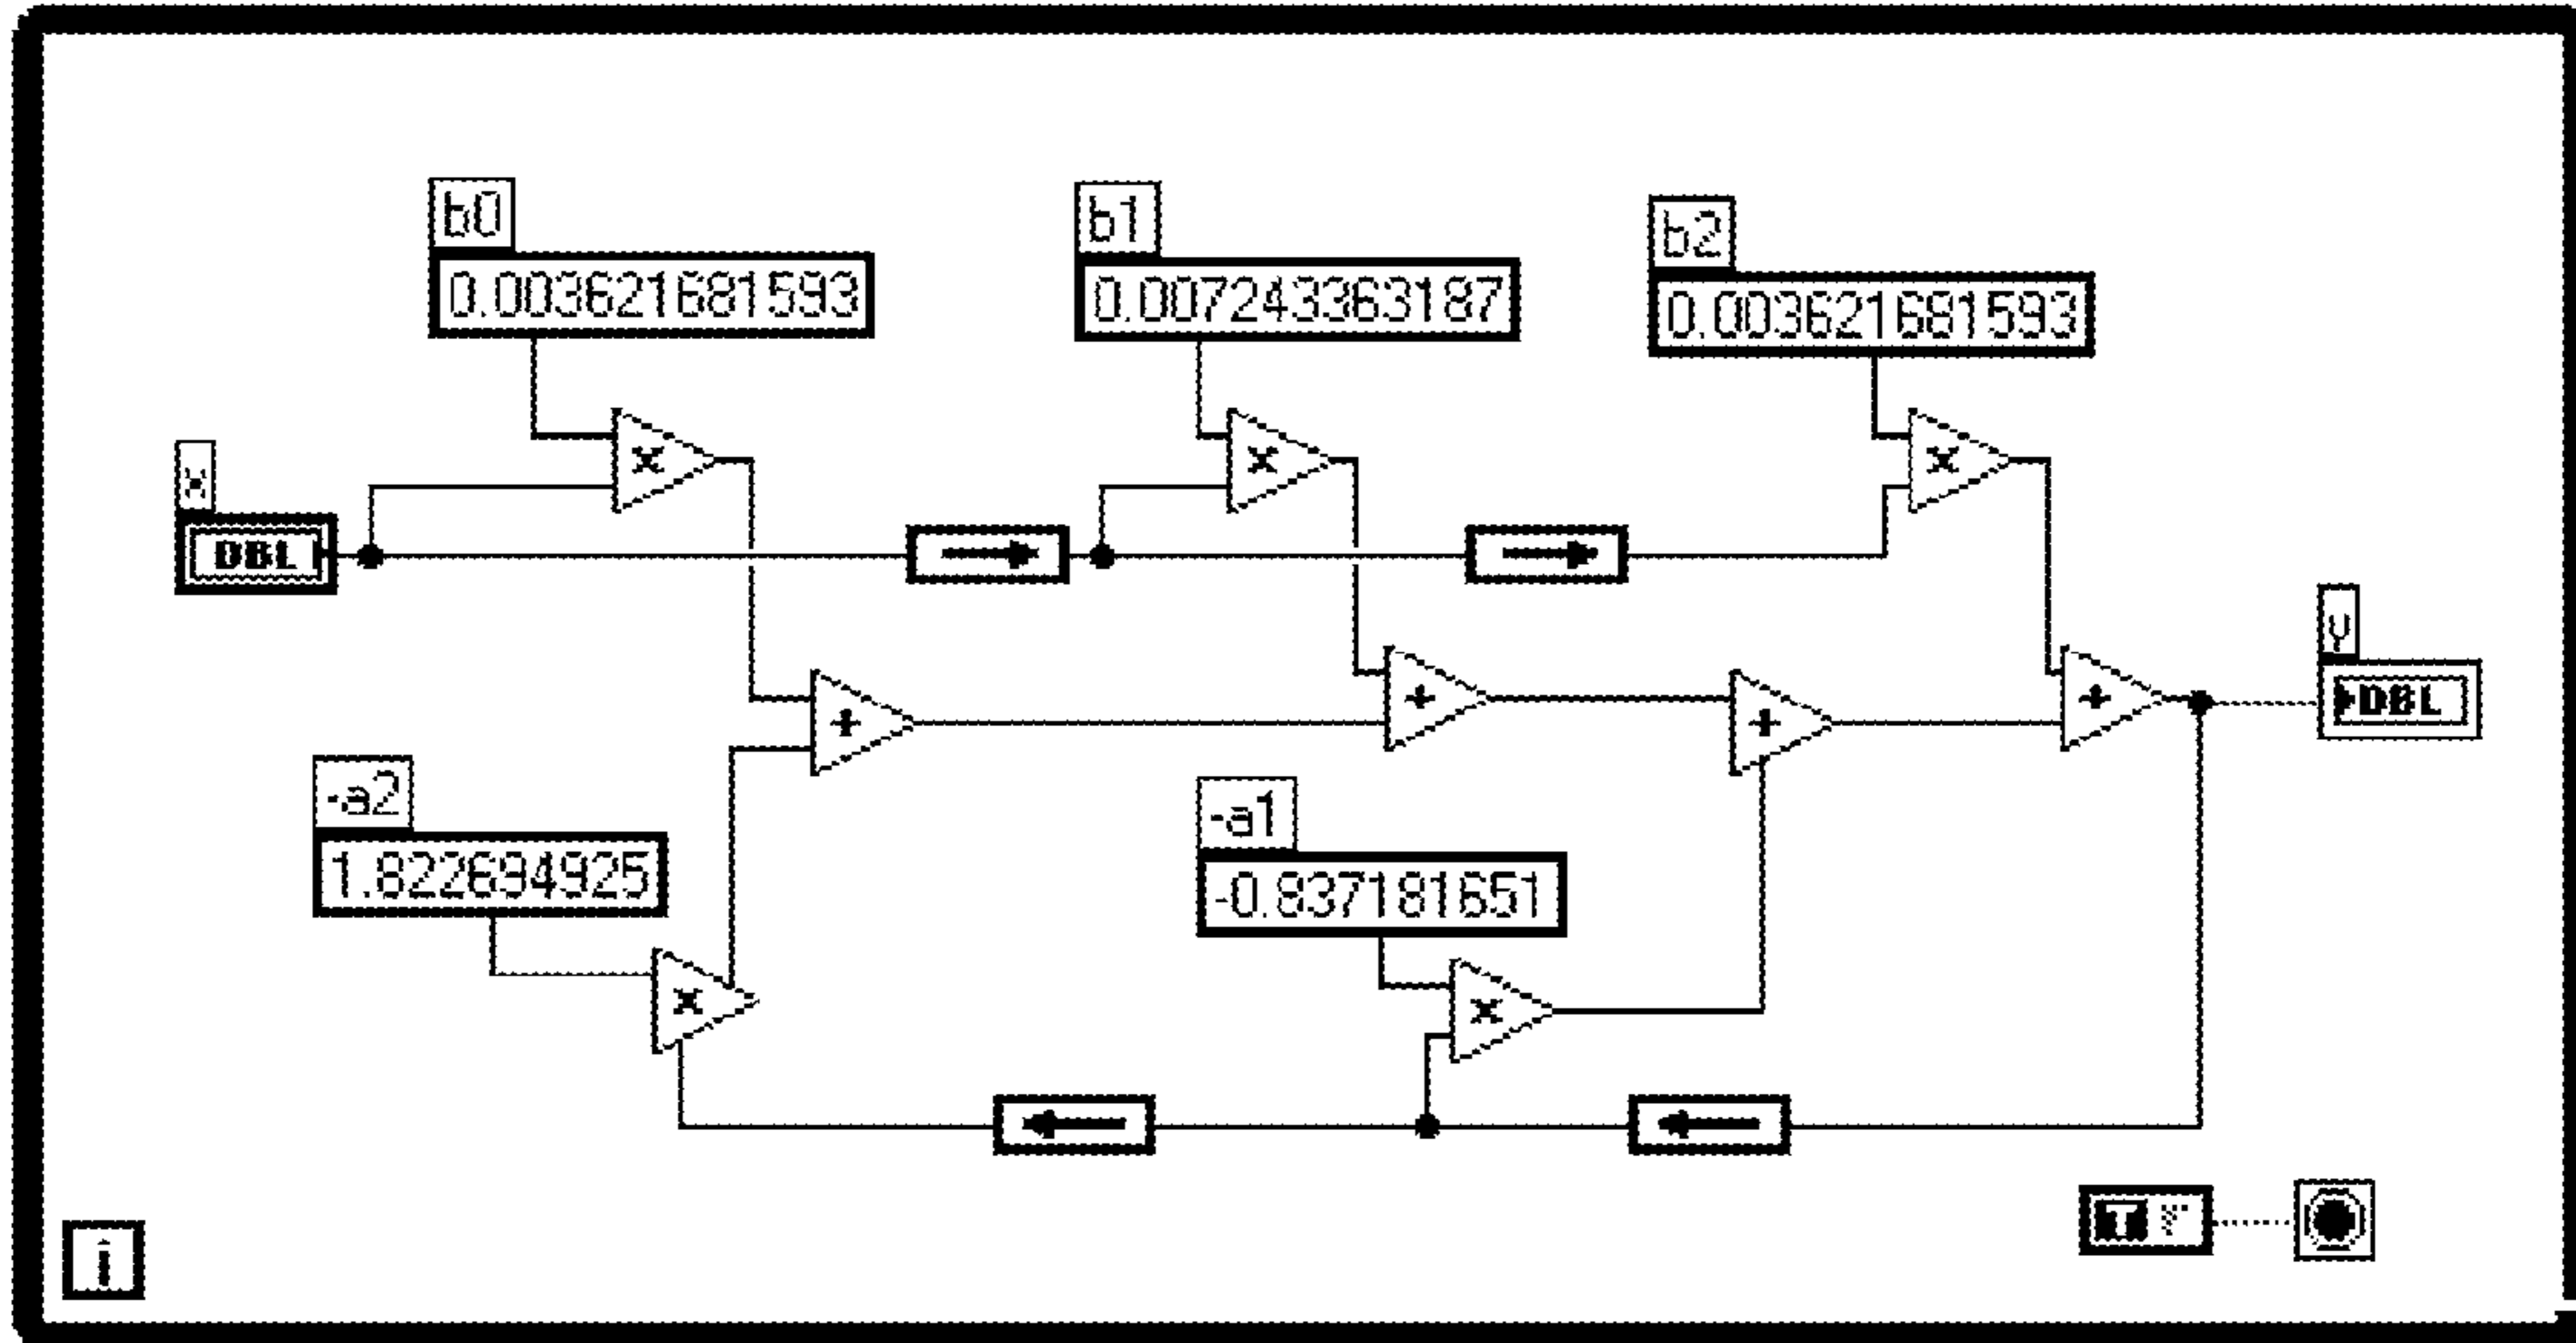 b0
0.003621681593
b1
0.007243363187
b2
0.003621681593
x
DBL
×
×
×
y
DBL
+
+
+
+
-a2
1.822694925
-a1
-0.837181651
×
×
i
T F